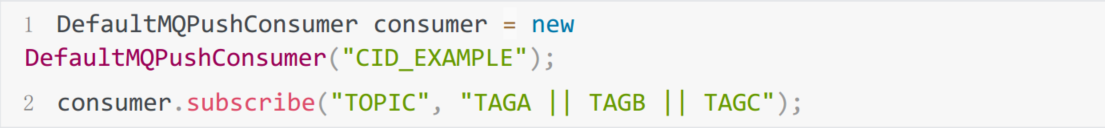 1 DefaultMQPushConsumer consumer = new
DefaultMQPushConsumer("CID_EXAMPLE");
2 consumer.subscribe("TOPIC", "TAGA || TAGB || TAGC");